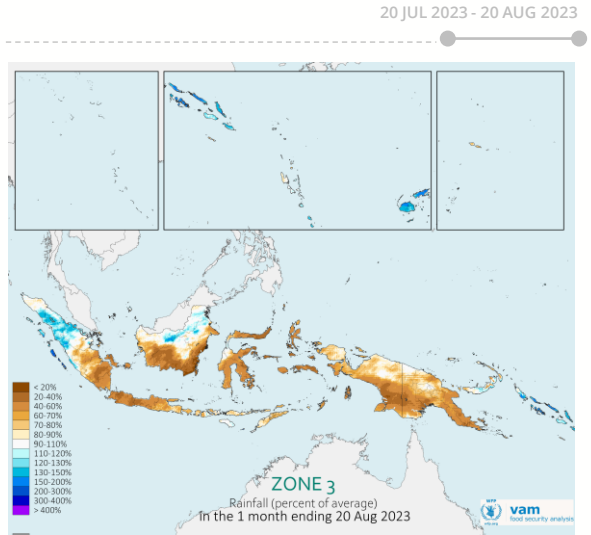 20 JUL 2023 - 20 AUG 2023
< 20%
20-40%
40-60%
60-70%
70-80%
80-90%
90-110%
110-120%
120-130%
130-150%
150-200%
200-300%
300-400%
> 400%
ZONE 3
Rainfall (percent of average)
in the 1 month ending 20 Aug 2023
WFP
vam
food security analysis